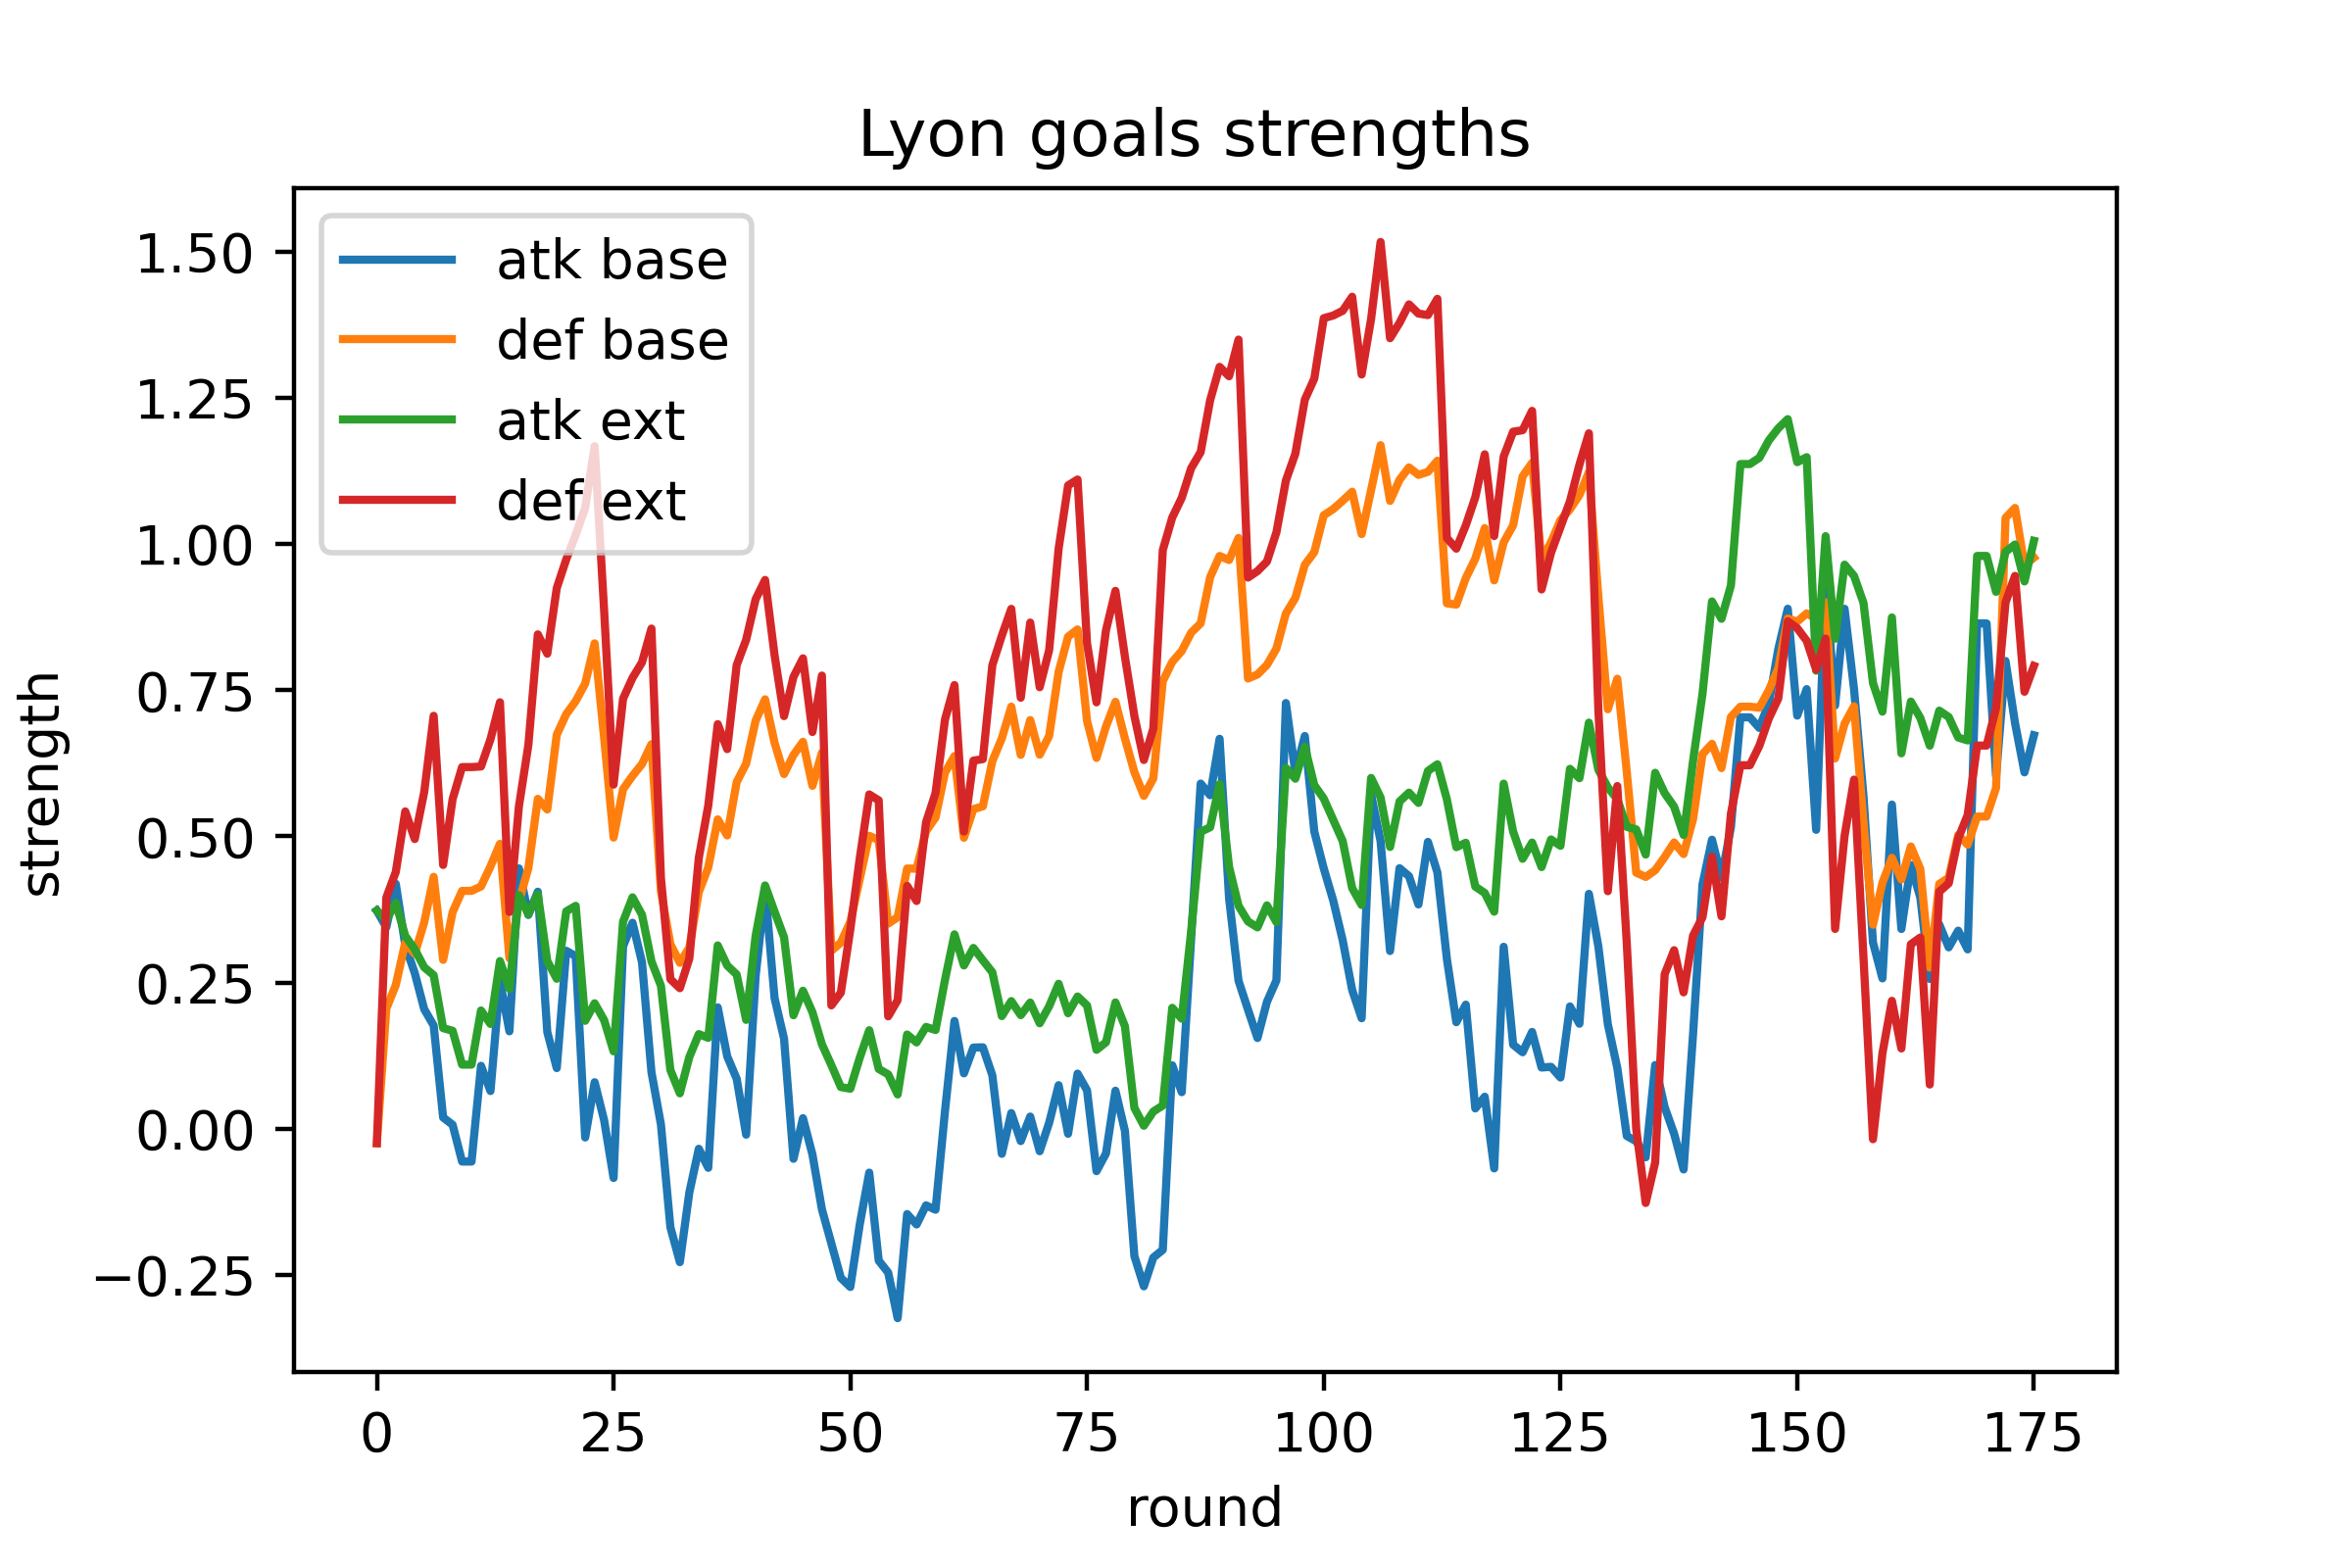 Lyon goals strengths
atk base
def base
atk ext
def ext
1.50
1.25
1.00
0.75
0.50
0.25
0.00
−0.25
strength
0 25 50 75 100 125 150 175
round